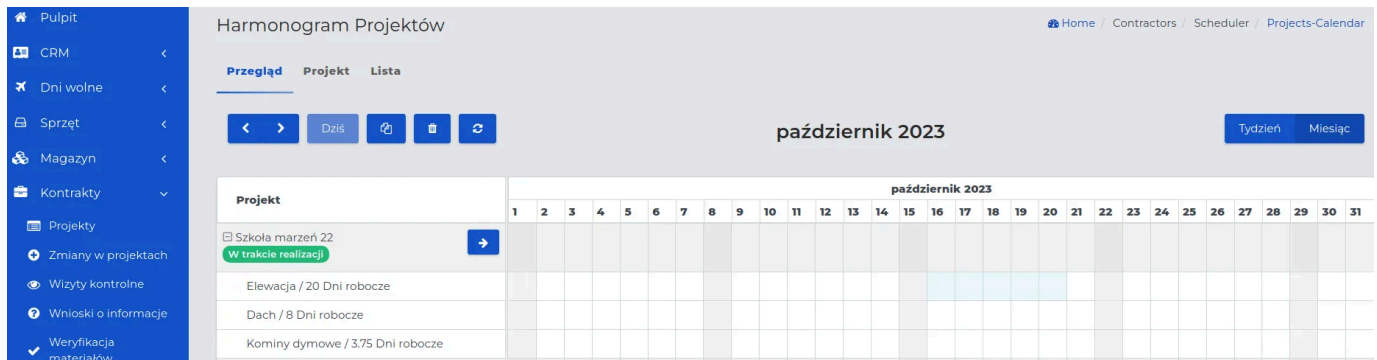 Pulpit
CRM
Dni wolne
Sprzęt
Magazyn
Kontrakty
Projekty
Zmiany w projektach
Wizyty kontrolne
Wnioski o informacje
Weryfikacja
materiałów
Harmonogram Projektów
Home / Contractors / Scheduler / Projects-Calendar
Przegląd Projekt Lista
Dziś
październik 2023
Tydzień Miesiąc
Projekt
październik 2023
1 2 3 4 5 6 7 8 9 10 11 12 13 14 15 16 17 18 19 20 21 22 23 24 25 26 27 28 29 30 31
Szkoła marzeń 22
W trakcie realizacji
Elewacja / 20 Dni robocze
Dach / 8 Dni robocze
Kominy dymowe / 3.75 Dni robocze